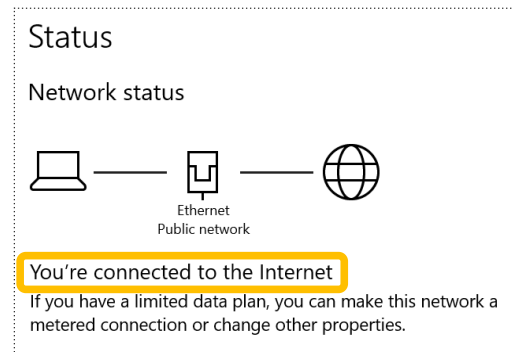 Status
Network status
Ethernet
Public network
You're connected to the Internet
If you have a limited data plan, you can make this network a
metered connection or change other properties.